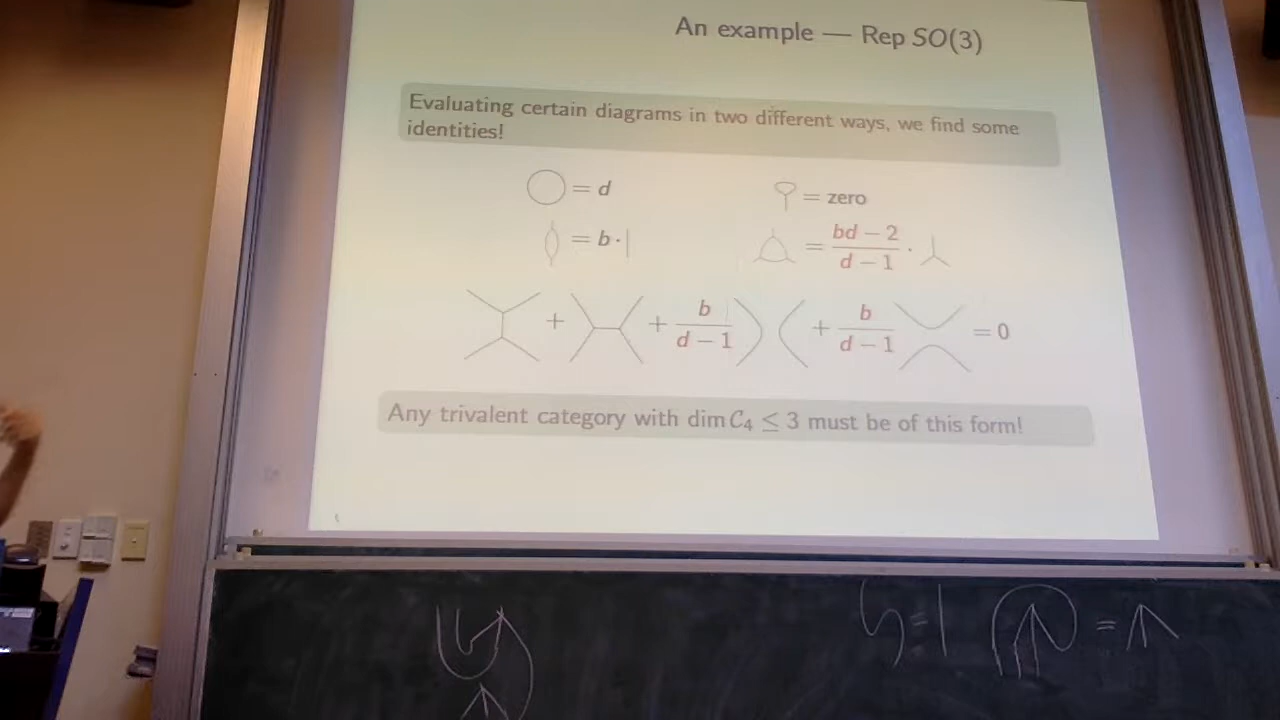 An example — Rep SO(3)
Evaluating certain diagrams in two different ways, we find some
identities!
= d
= zero
= b · |
= bd − 2 / d − 1 ·
+ + b / d − 1 + b / d − 1 = 0
Any trivalent category with dim C₄ ≤ 3 must be of this form!
= |
=